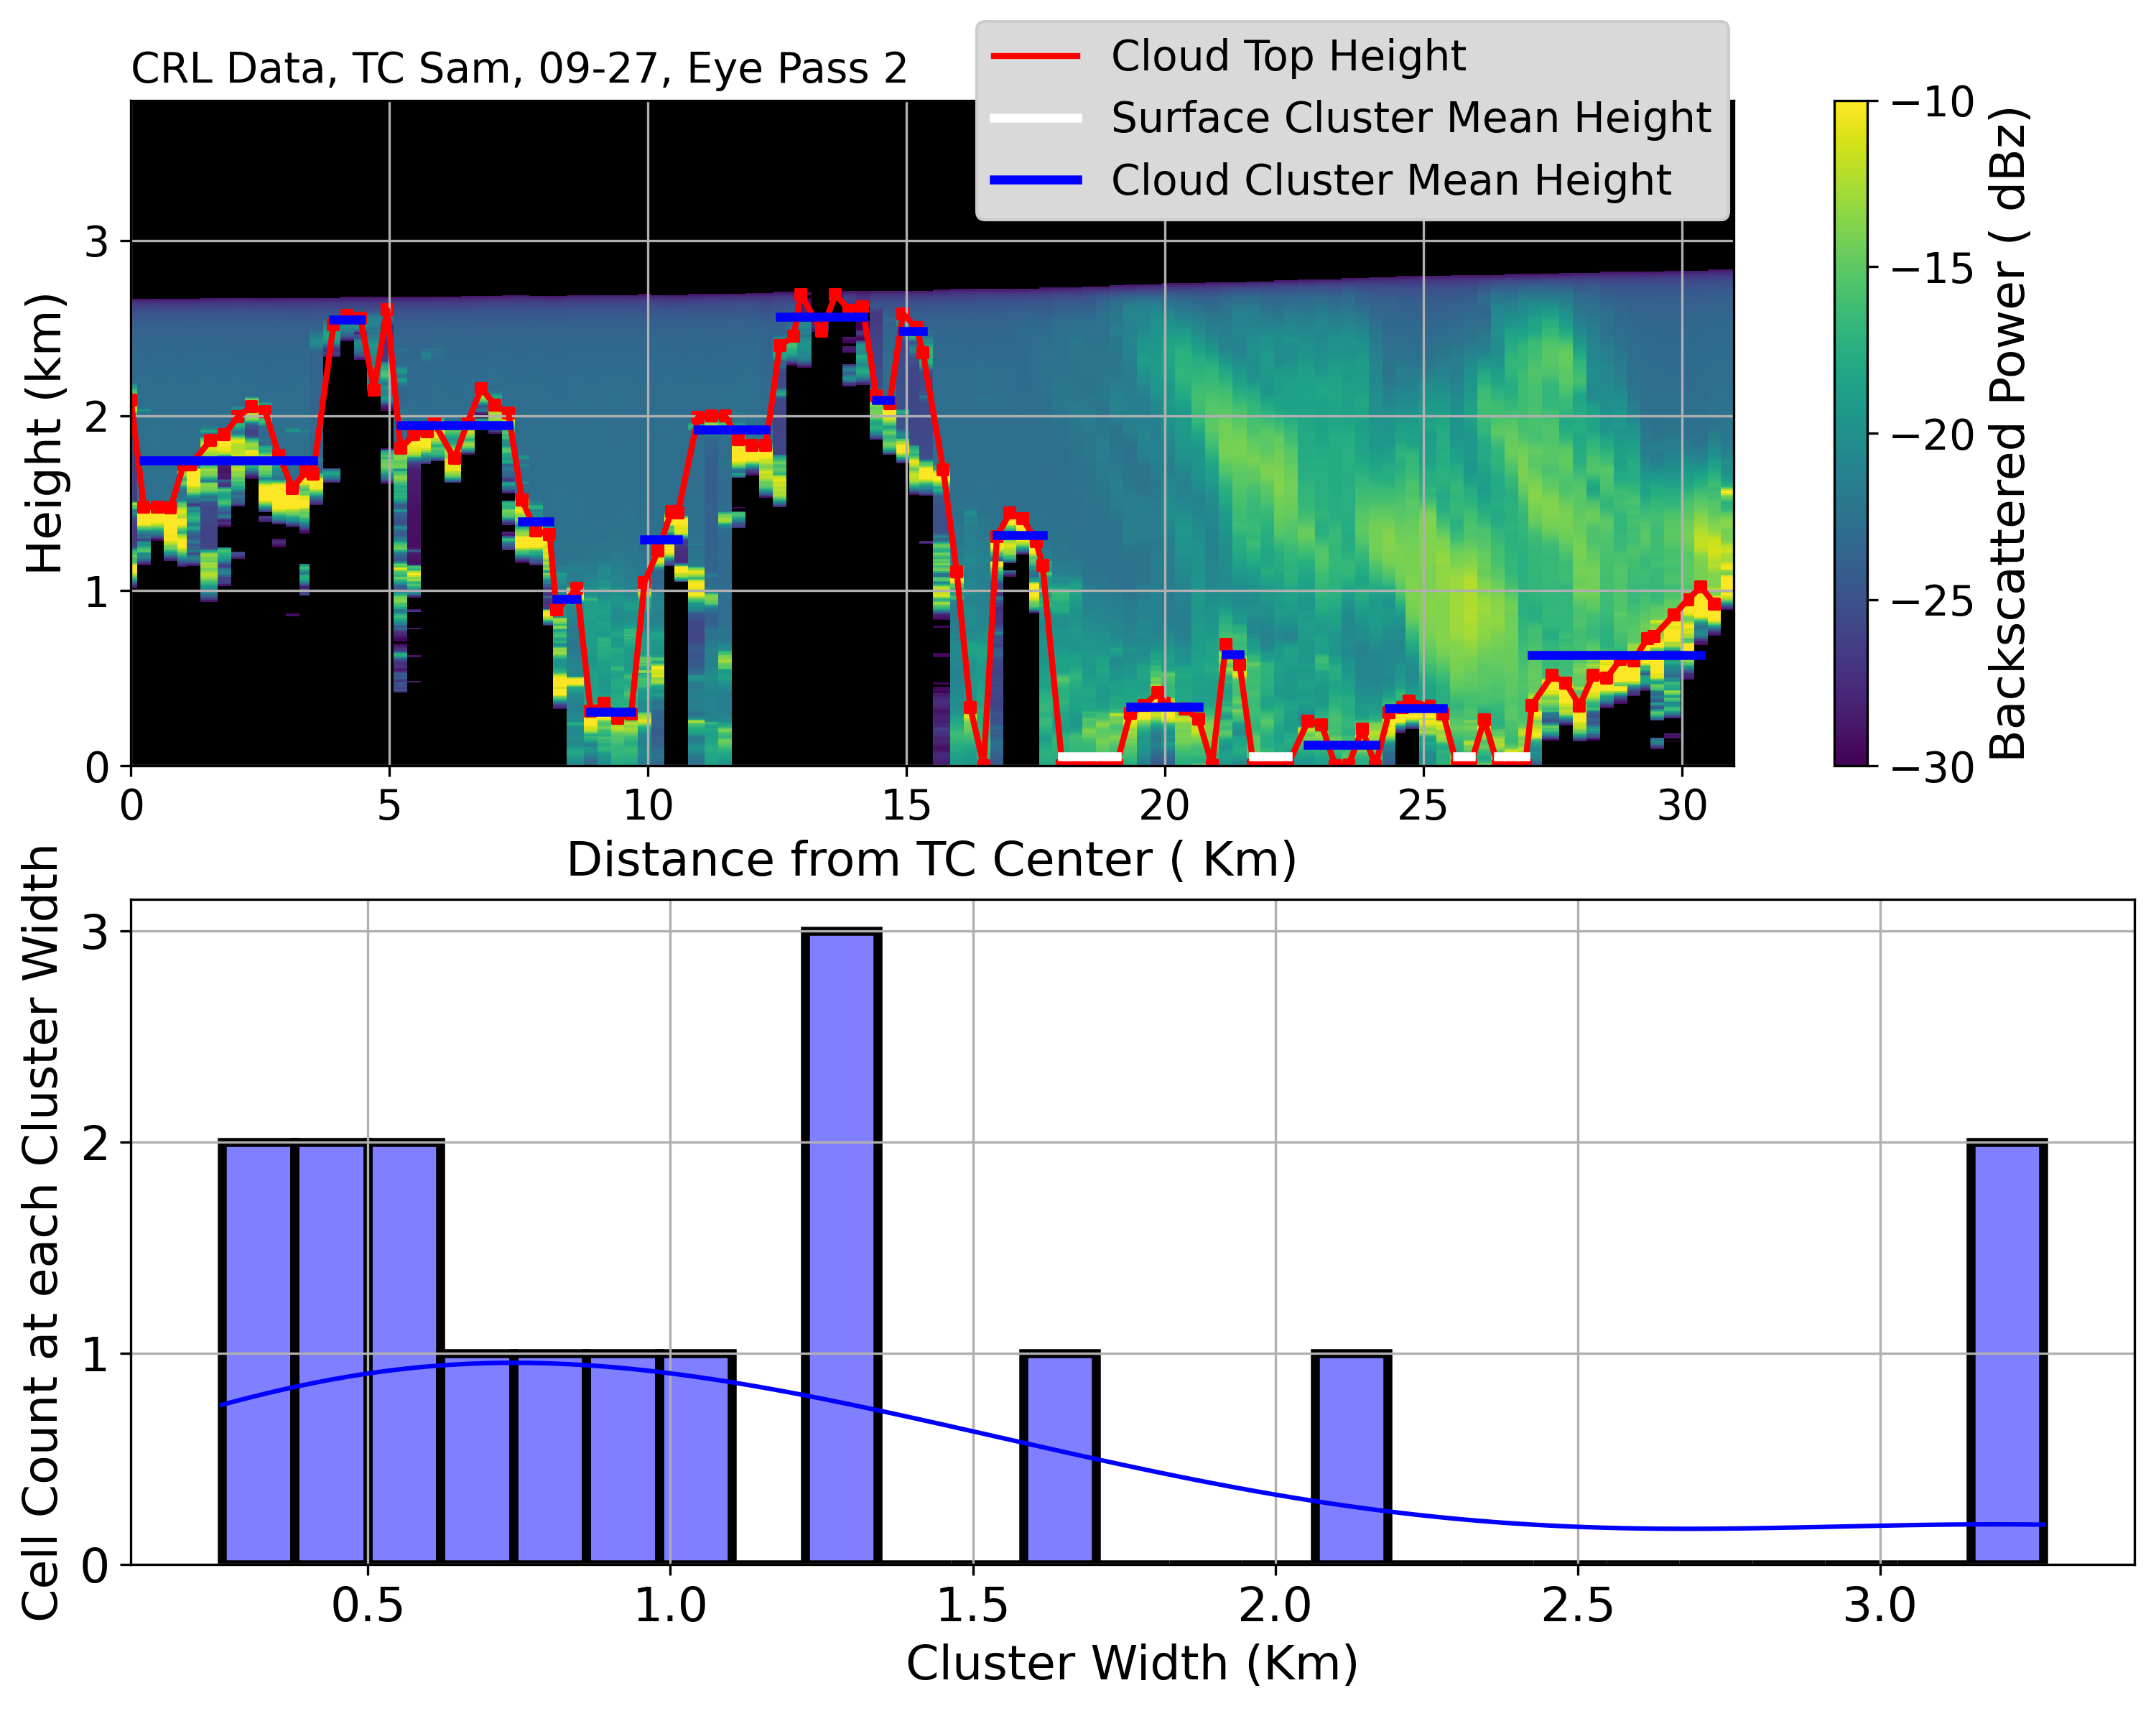 CRL Data, TC Sam, 09-27, Eye Pass 2
Cloud Top Height
Surface Cluster Mean Height
Cloud Cluster Mean Height
Height (km)
3
2
1
0
0 5 10 15 20 25 30
Distance from TC Center ( Km)
−10
−15
−20
−25
−30
Backscattered Power ( dBz)
Cell Count at each Cluster Width
3
2
1
0
0.5 1.0 1.5 2.0 2.5 3.0
Cluster Width (Km)